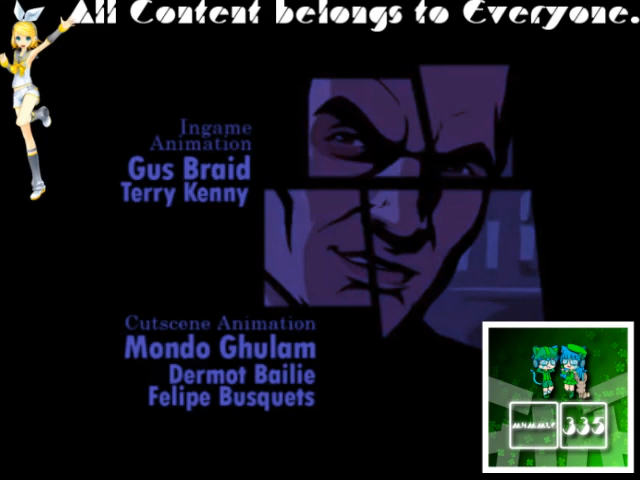 All Content belongs to Everyone.
Ingame
Animation
Gus Braid
Terry Kenny
Cutscene Animation
Mondo Ghulam
Dermot Bailie
Felipe Busquets
335